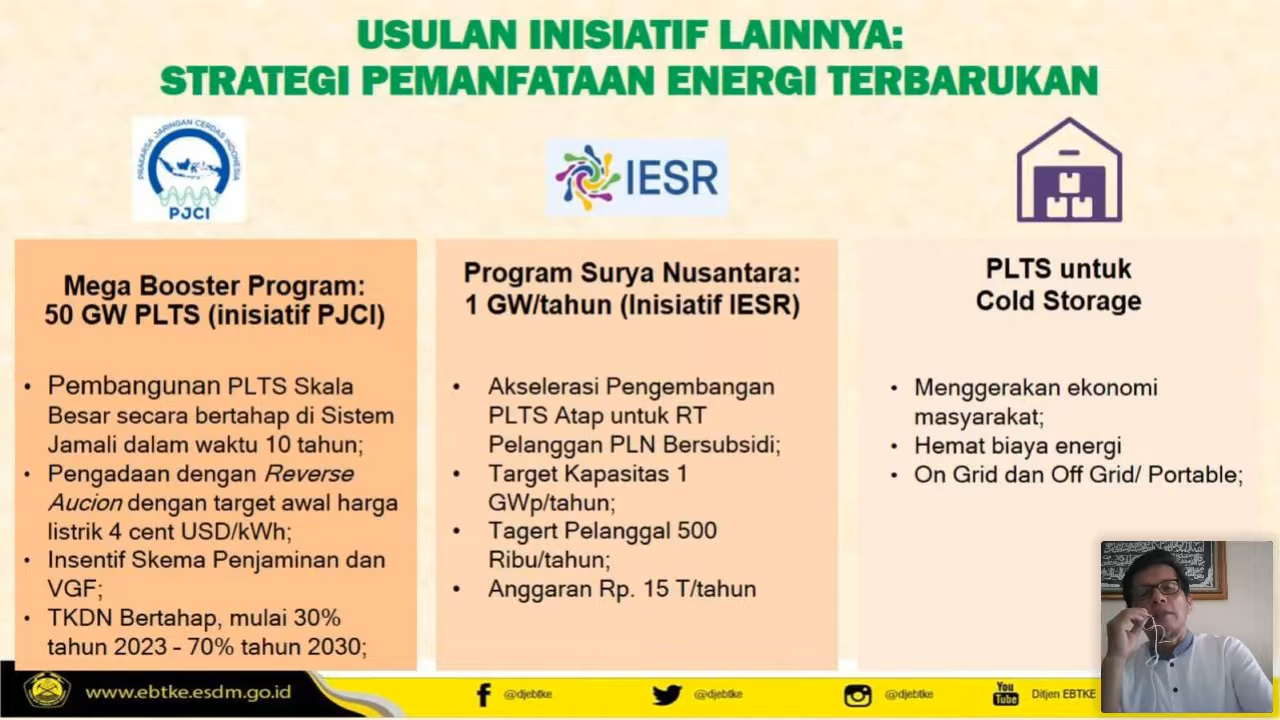 USULAN INISIATIF LAINNYA:
STRATEGI PEMANFATAAN ENERGI TERBARUKAN
PRAKARSA JARINGAN CERDAS INDONESIA
PJCI
IESR
Mega Booster Program:
50 GW PLTS (inisiatif PJCI)
• Pembangunan PLTS Skala
Besar secara bertahap di Sistem
Jamali dalam waktu 10 tahun;
• Pengadaan dengan Reverse
Aucion dengan target awal harga
listrik 4 cent USD/kWh;
• Insentif Skema Penjaminan dan
VGF;
• TKDN Bertahap, mulai 30%
tahun 2023 - 70% tahun 2030;
Program Surya Nusantara:
1 GW/tahun (Inisiatif IESR)
• Akselerasi Pengembangan
PLTS Atap untuk RT
Pelanggan PLN Bersubsidi;
• Target Kapasitas 1
GWp/tahun;
• Tagert Pelanggal 500
Ribu/tahun;
• Anggaran Rp. 15 T/tahun
PLTS untuk
Cold Storage
• Menggerakan ekonomi
masyarakat;
• Hemat biaya energi
• On Grid dan Off Grid/ Portable;
www.ebtke.esdm.go.id
@djebtke
@djebtke
@djebtke
You
Tube
Ditjen EBTKE